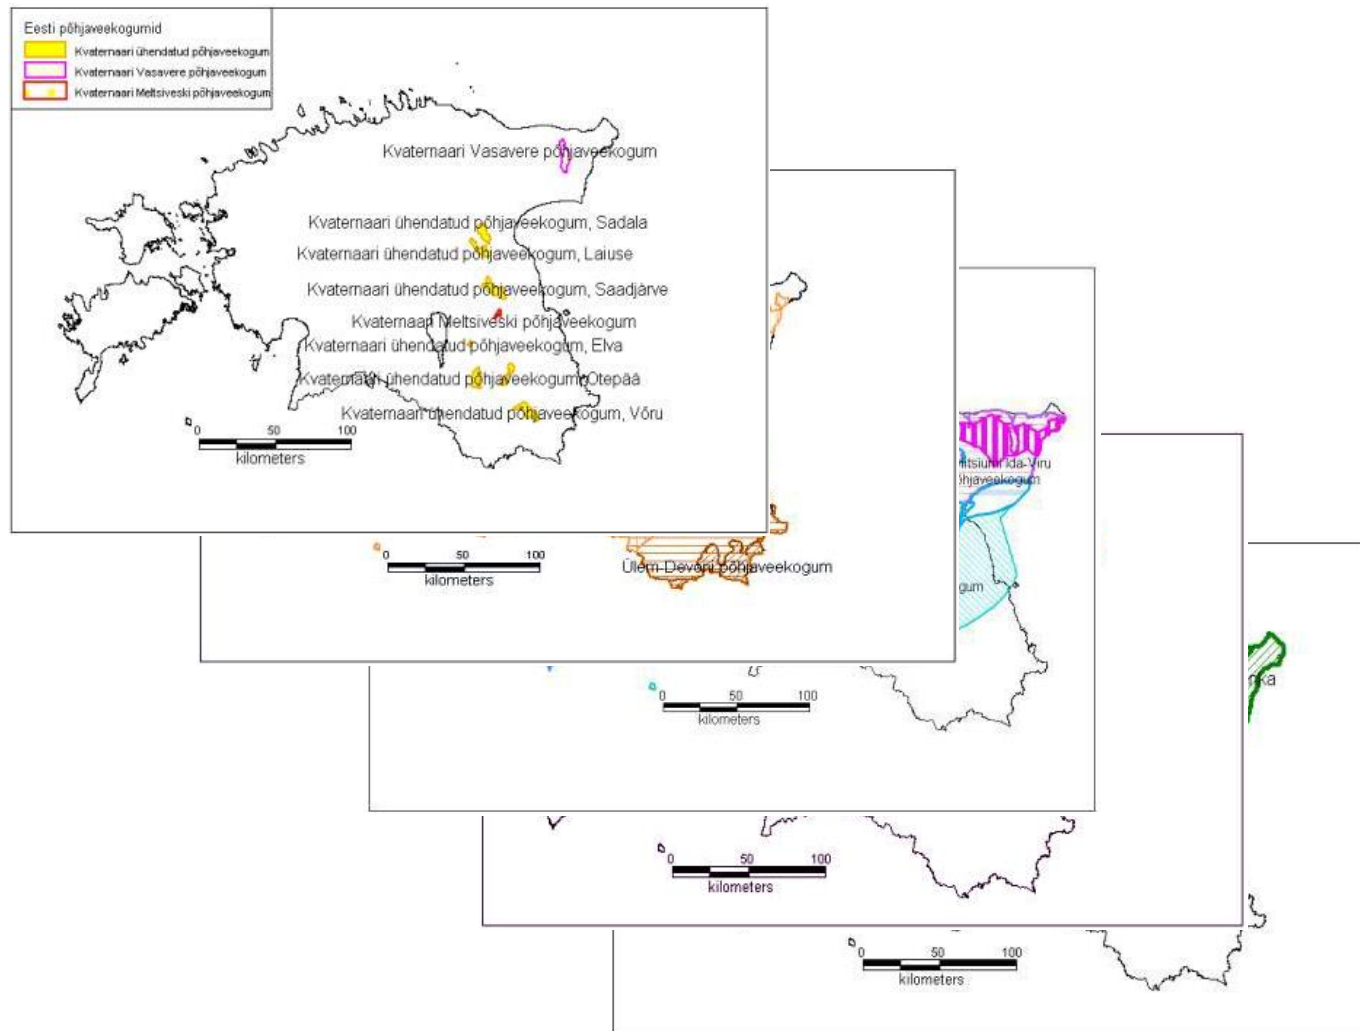 Eesti põhjaveekogumid
Kvaternaari ühendatud põhjaveekogum
Kvaternaari Vasavere põhjaveekogum
Kvaternaari Meltsiveski põhjaveekogum
Kvaternaari Vasavere põhjaveekogum
Kvaternaari ühendatud põhjaveekogum, Sadala
Kvaternaari ühendatud põhjaveekogum, Laiuse
Kvaternaari ühendatud põhjaveekogum, Saadjärve
Kvaternaari Meltsiveski põhjaveekogum
Kvaternaari ühendatud põhjaveekogum, Elva
Kvaternaari ühendatud põhjaveekogum, Otepää
Kvaternaari ühendatud põhjaveekogum, Võru
0 50 100
kilometers
Ülem-Devoni põhjaveekogum
0 50 100
kilometers
Ida-Viru
põhjaveekogum
gum
0 50 100
kilometers
0 50 100
kilometers
nka
0 50 100
kilometers